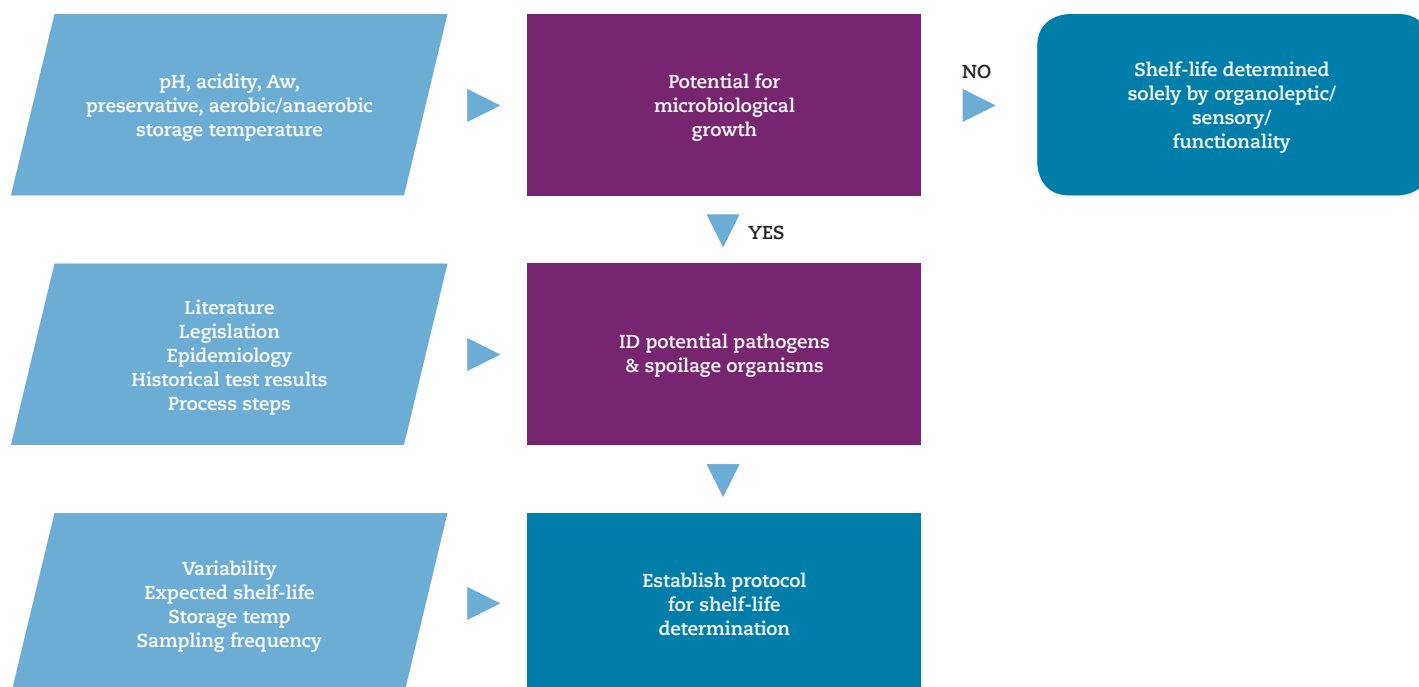 pH, acidity, Aw,
preservative, aerobic/anaerobic
storage temperature
Potential for
microbiological
growth
NO
Shelf-life determined
solely by organoleptic/
sensory/
functionality
YES
Literature
Legislation
Epidemiology
Historical test results
Process steps
ID potential pathogens
& spoilage organisms
Variability
Expected shelf-life
Storage temp
Sampling frequency
Establish protocol
for shelf-life
determination